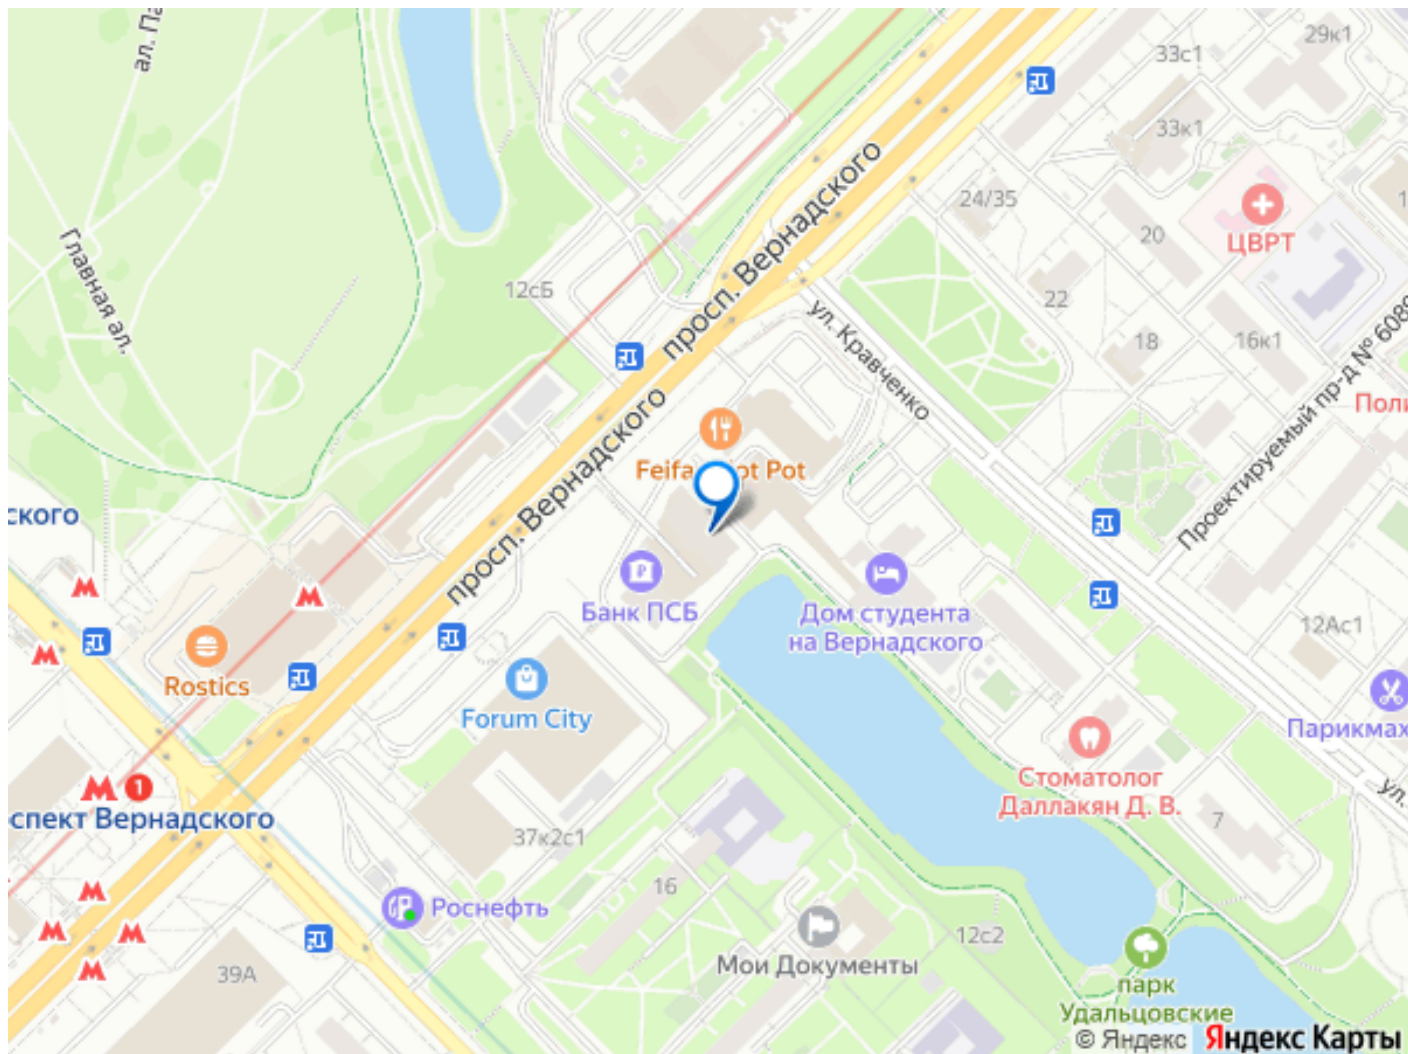 ал. Па
29к1
33с1
33к1
просп. Вернадского
24/35
ЦВРТ
20
Главная ал.
12сБ
22
ул. Кравченко
18
16к1
Проектируемый пр-д № 6089
Поли
просп. Вернадского
Feifa Hot Pot
ского
Банк ПСБ
Дом студента
на Вернадского
12Ас1
Rostics
Forum City
Парикмах
Стоматолог
Даллакян Д. В.
ул.
1
спект Вернадского
7
37к2с1
16
Роснефть
12с2
Мои Документы
39А
парк
Удальцовские
© Яндекс Яндекс Карты